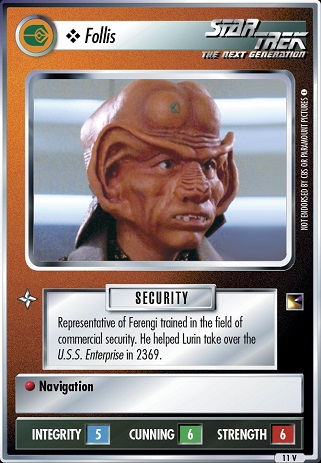 ❖ Follis
STAR TREK
THE NEXT GENERATION
NOT ENDORSED BY CBS OR PARAMOUNT PICTURES
SECURITY
Representative of Ferengi trained in the field of
commercial security. He helped Lurin take over the
U.S.S. Enterprise in 2369.
Navigation
INTEGRITY 5 CUNNING 6 STRENGTH 6
11 V